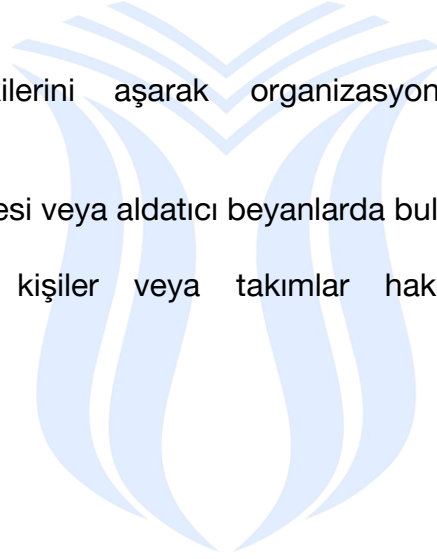 ilerini aşarak organizasyon
esi veya aldatıcı beyanlarda bul
kişiler veya takımlar hak